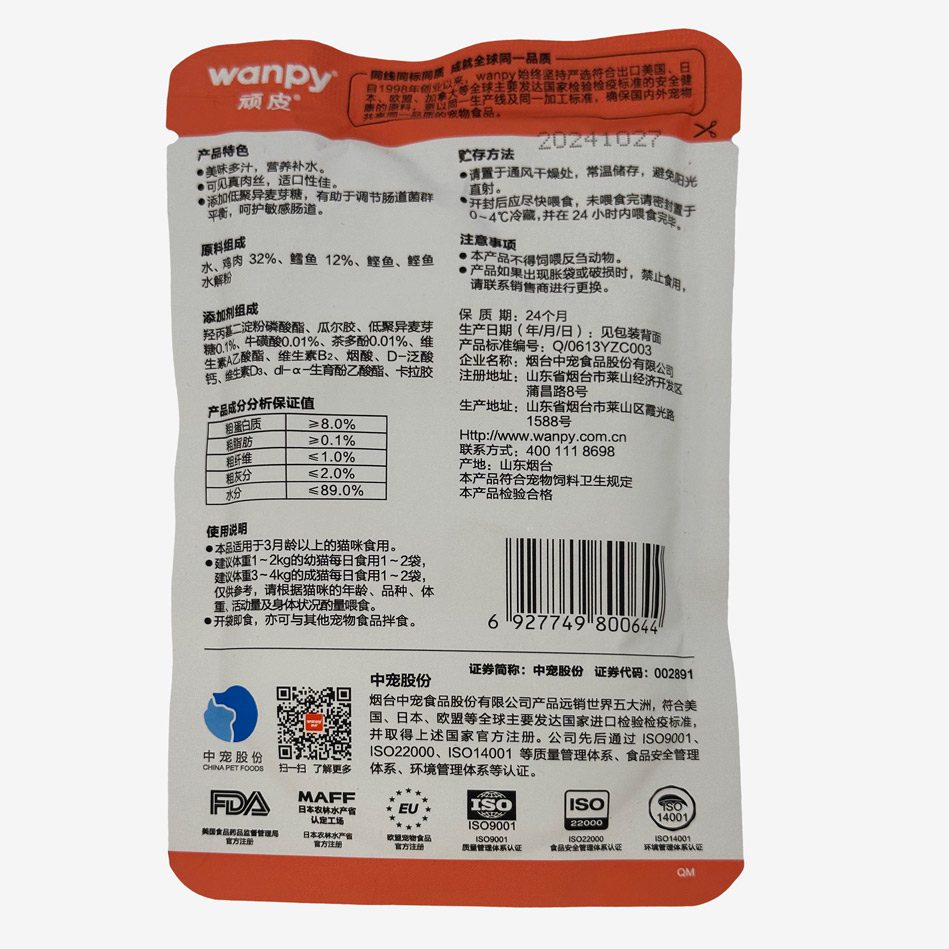 wanpy®
顽皮®
同线同标同质 成就全球同一品质
自1998年创业以来，wanpy始终坚持严选符合出口美国、日
本、欧盟、加拿大等全球主要发达国家检验检疫标准的安全健
康的原料，更以同一生产线及同一加工标准，确保国内外宠物
共享同一品质的宠物食品。
20241027
产品特色
●美味多汁，营养补水。
●可见真肉丝，适口性佳。
●添加低聚异麦芽糖，有助于调节肠道菌群
平衡，呵护敏感肠道。
原料组成
水、鸡肉 32%、鳕鱼 12%、鲣鱼、鲣鱼
水解粉
添加剂组成
羟丙基二淀粉磷酸酯、瓜尔胶、低聚异麦芽
糖0.1%、牛磺酸0.01%、茶多酚0.01%、维
生素A乙酸酯、维生素B2、烟酸、D-泛酸
钙、维生素D3、dl-α-生育酚乙酸酯、卡拉胶
产品成分分析保证值
粗蛋白质 ≥8.0%
粗脂肪 ≥0.1%
粗纤维 ≤1.0%
粗灰分 ≤2.0%
水分 ≤89.0%
使用说明
●本品适用于3月龄以上的猫咪食用。
●建议体重1~2kg的幼猫每日食用1~2袋，
建议体重3~4kg的成猫每日食用1~2袋，
仅供参考，请根据猫咪的年龄、品种、体
重、活动量及身体状况酌量喂食。
●开袋即食，亦可与其他宠物食品拌食。
贮存方法
●请置于通风干燥处，常温储存，避免阳光
直射。
●开封后应尽快喂食，未喂食完请密封置于
0~4℃冷藏，并在 24 小时内喂食完毕。
注意事项
●本产品不得饲喂反刍动物。
●产品如果出现胀袋或破损时，禁止食用，
请联系销售商进行更换。
保 质 期：24个月
生产日期（年/月/日）：见包装背面
产品标准编号：Q/0613YZC003
企业名称：烟台中宠食品股份有限公司
注册地址：山东省烟台市莱山经济开发区
蒲昌路8号
生产地址：山东省烟台市莱山区霞光路
1588号
Http://www.wanpy.com.cn
联系方式：400 111 8698
产地：山东烟台
本产品符合宠物饲料卫生规定
本产品检验合格
6 927749 800644
证券简称：中宠股份 证券代码：002891
中宠股份
烟台中宠食品股份有限公司产品远销世界五大洲，符合美
国、日本、欧盟等全球主要发达国家进口检验检疫标准，
并取得上述国家官方注册。公司先后通过 ISO9001、
ISO22000、ISO14001 等质量管理体系、食品安全管理
体系、环境管理体系等认证。
中宠股份
CHINA PET FOODS
wanpy
扫一扫 了解更多
FDA
美国食品药品监督管理局
官方注册
MAFF
日本农林水产省
认定工场
日本农林水产省
官方注册
EU
欧盟宠物食品
官方注册
ISO
ISO9001
ISO9001
质量管理体系认证
ISO
22000
ISO22000
食品安全管理体系认证
ISO
14001
ISO14001
环境管理体系认证
QM